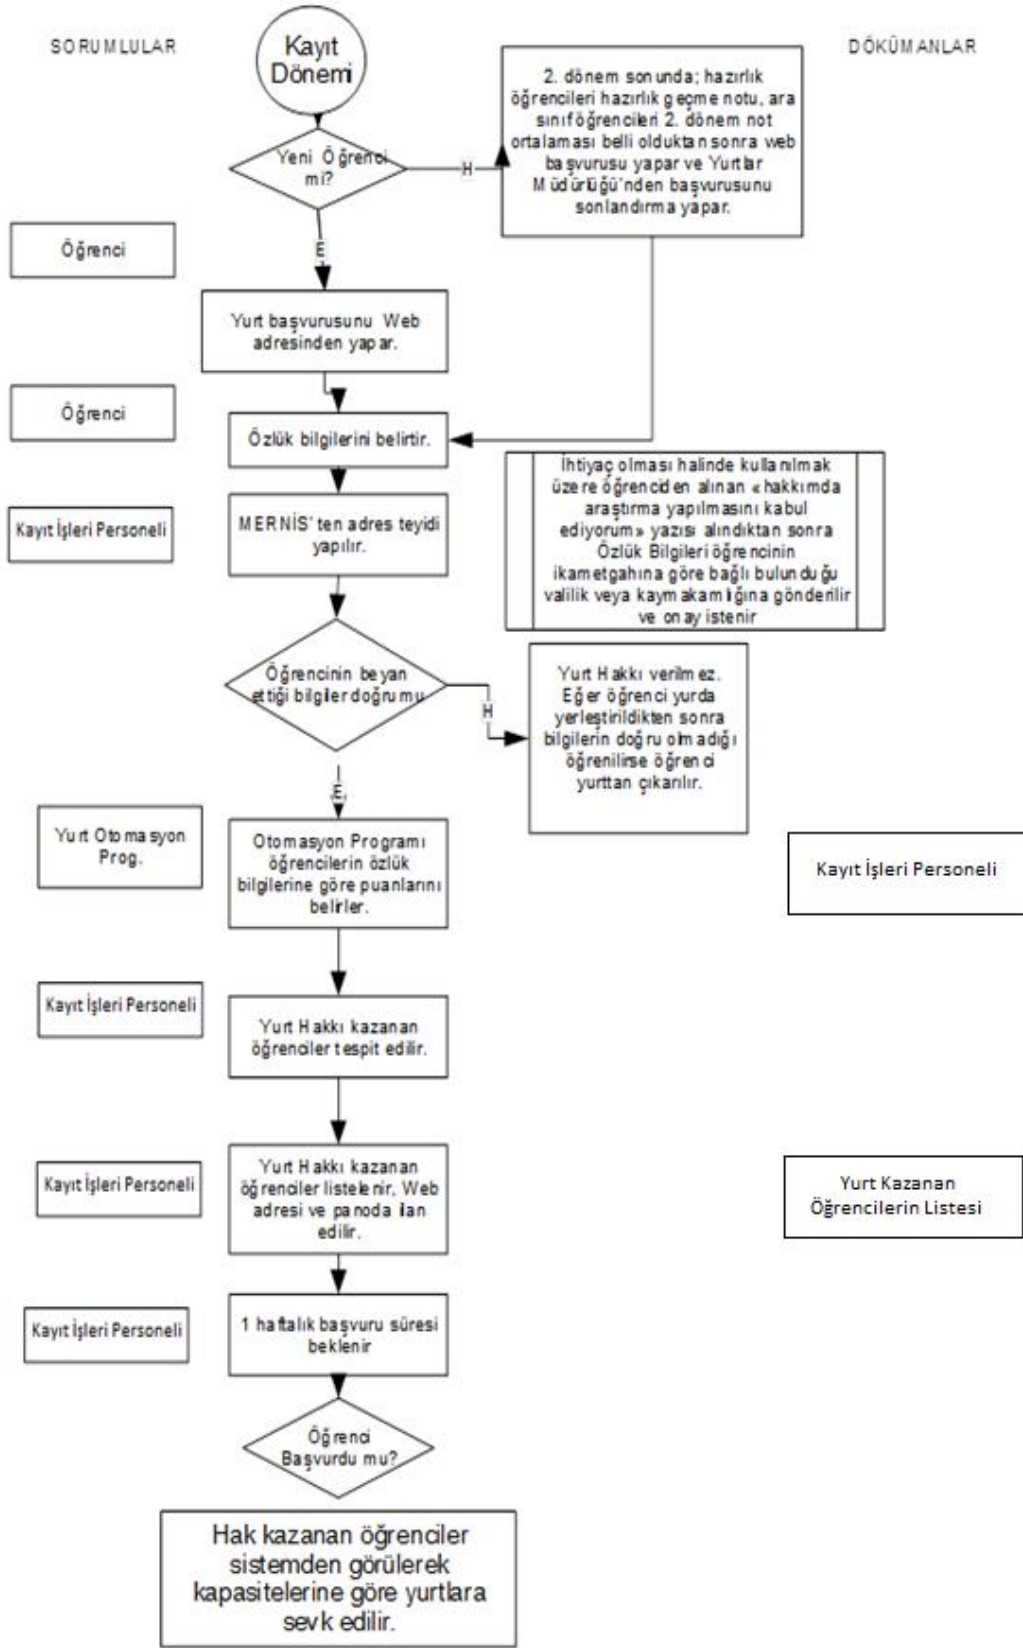 SORUMLULAR
Kayıt
Dönemi
DÖKÜMANLAR
2. dönem sonunda; hazırlık
öğrencileri hazırlık geçme notu, ara
sınıf öğrencileri 2. dönem not
ortalaması belli olduktan sonra web
başvurusu yapar ve Yurtlar
Müdürlüğü'nden başvurusunu
sonlandırma yapar.
Yeni Öğrenci
mi?
H
Öğrenci
E
Yurt başvurusunu Web
adresinden yapar.
Öğrenci
Özlük bilgilerini belirtir.
Kayıt İşleri Personeli
MERNİS'ten adres teyidi
yapılır.
İhtiyaç olması halinde kullanılmak
üzere öğrenciden alınan «hakkımda
araştırma yapılmasını kabul
ediyorum» yazısı alındıktan sonra
Özlük Bilgileri öğrencinin
ikametgahına göre bağlı bulunduğu
valilik veya kaymakamlığına gönderilir
ve onay istenir
Öğrencinin beyan
ettiği bilgiler doğru mu
H
Yurt Hakkı verilmez.
Eğer öğrenci yurda
yerleştirildikten sonra
bilgilerin doğru olmadığı
öğrenilirse öğrenci
yurttan çıkarılır.
E
Yurt Otomasyon
Prog.
Otomasyon Programı
öğrencilerin özlük
bilgilerine göre puanlarını
belirler.
Kayıt İşleri Personeli
Kayıt İşleri Personeli
Yurt Hakkı kazanan
öğrenciler tespit edilir.
Kayıt İşleri Personeli
Yurt Hakkı kazanan
öğrenciler listelenir, Web
adresi ve panoda ilan
edilir.
Yurt Kazanan
Öğrencilerin Listesi
Kayıt İşleri Personeli
1 haftalık başvuru süresi
beklenir
Öğrenci
Başvurdu mu?
Hak kazanan öğrenciler
sistemden görülerek
kapasitelerine göre yurtlara
sevk edilir.